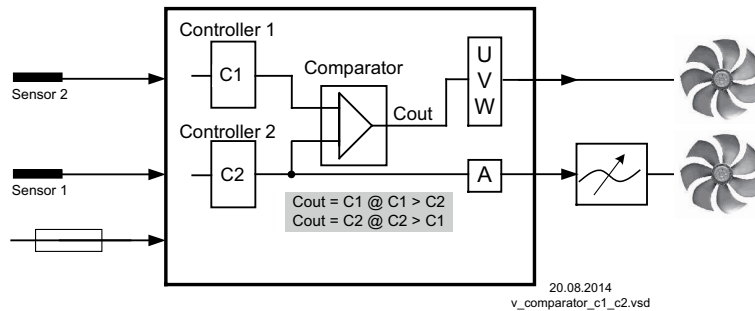 Controller 1
C1
Comparator
U
V
W
Sensor 2
Cout
Controller 2
C2
A
Sensor 1
Cout = C1 @ C1 > C2
Cout = C2 @ C2 > C1
20.08.2014
v_comparator_c1_c2.vsd